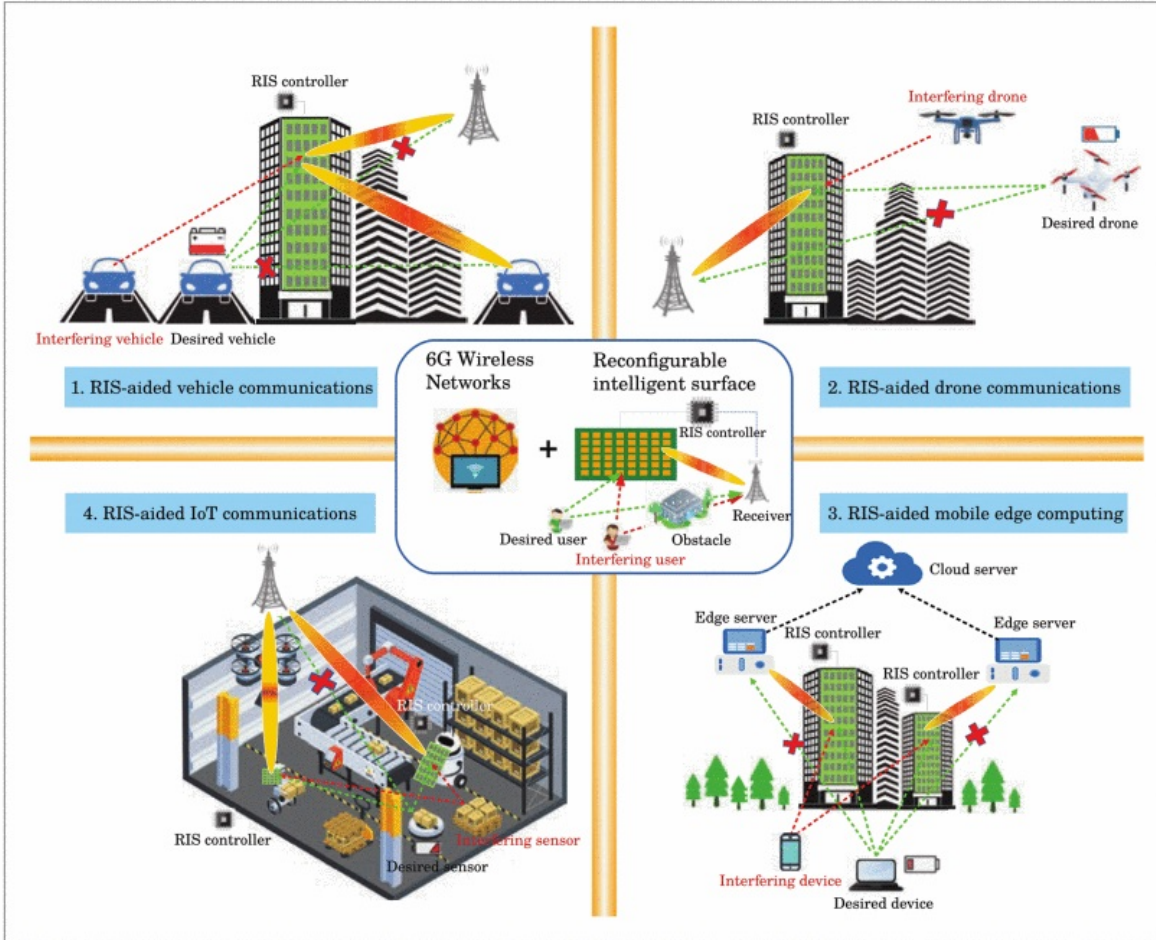 RIS controller
Interfering vehicle
Desired vehicle
1. RIS-aided vehicle communications
Interfering drone
RIS controller
Desired drone
2. RIS-aided drone communications
6G Wireless
Networks
+
Reconfigurable
intelligent surface
RIS controller
Desired user
Interfering user
Obstacle
Receiver
4. RIS-aided IoT communications
RIS controller
RIS controller
Interfering sensor
Desired sensor
3. RIS-aided mobile edge computing
Cloud server
Edge server
Edge server
RIS controller
RIS controller
Interfering device
Desired device